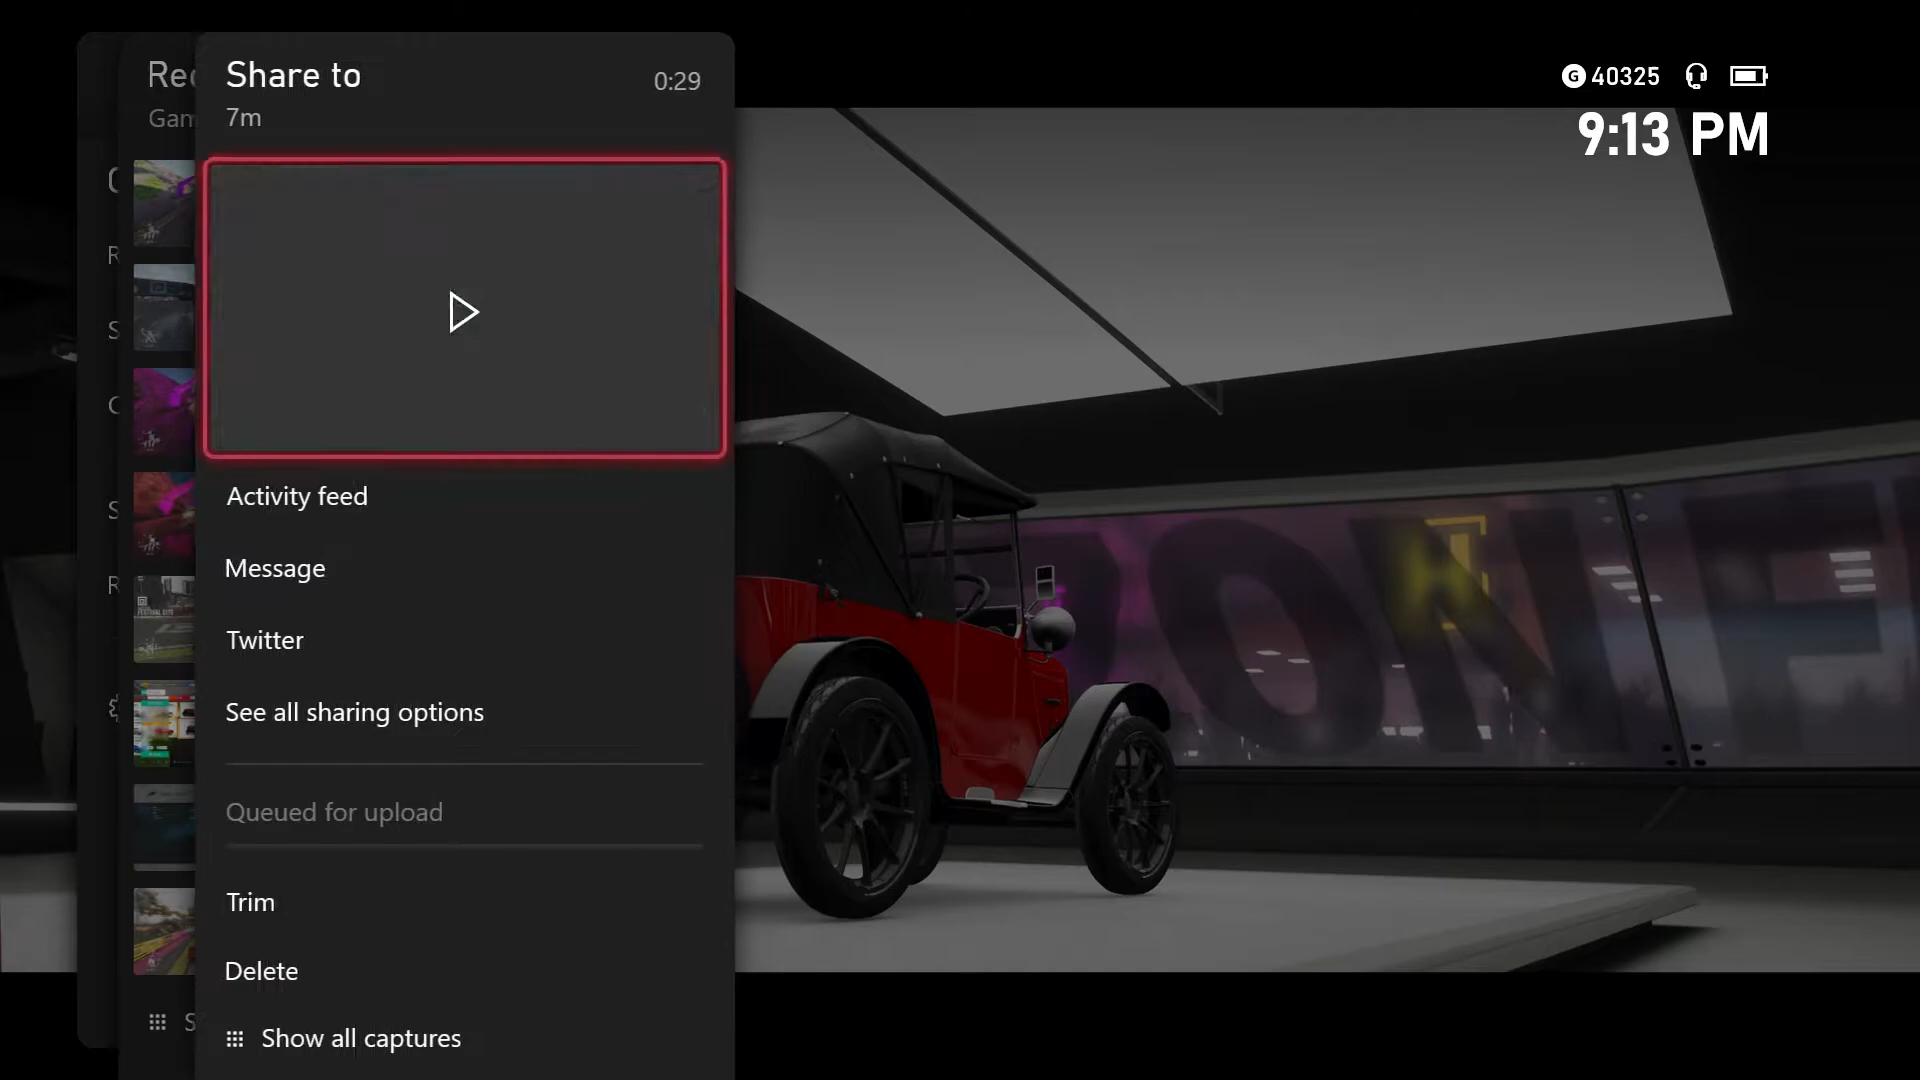 Share to
0:29
7m
Activity feed
Message
Twitter
See all sharing options
Queued for upload
Trim
Delete
Show all captures
G 40325
9:13 PM